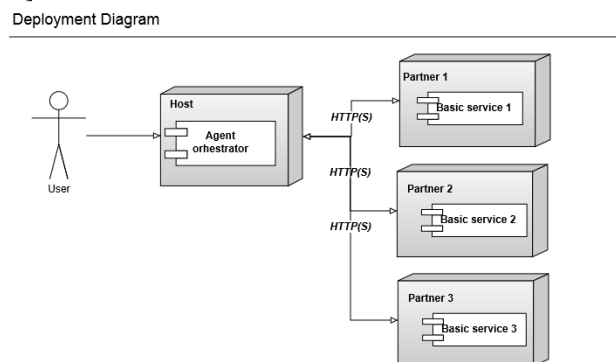 Deployment Diagram
Partner 1
Host
Basic service 1
HTTP(S)
Agent
orhestrator
HTTP(S)
Partner 2
User
Basic service 2
HTTP(S)
Partner 3
Basic service 3